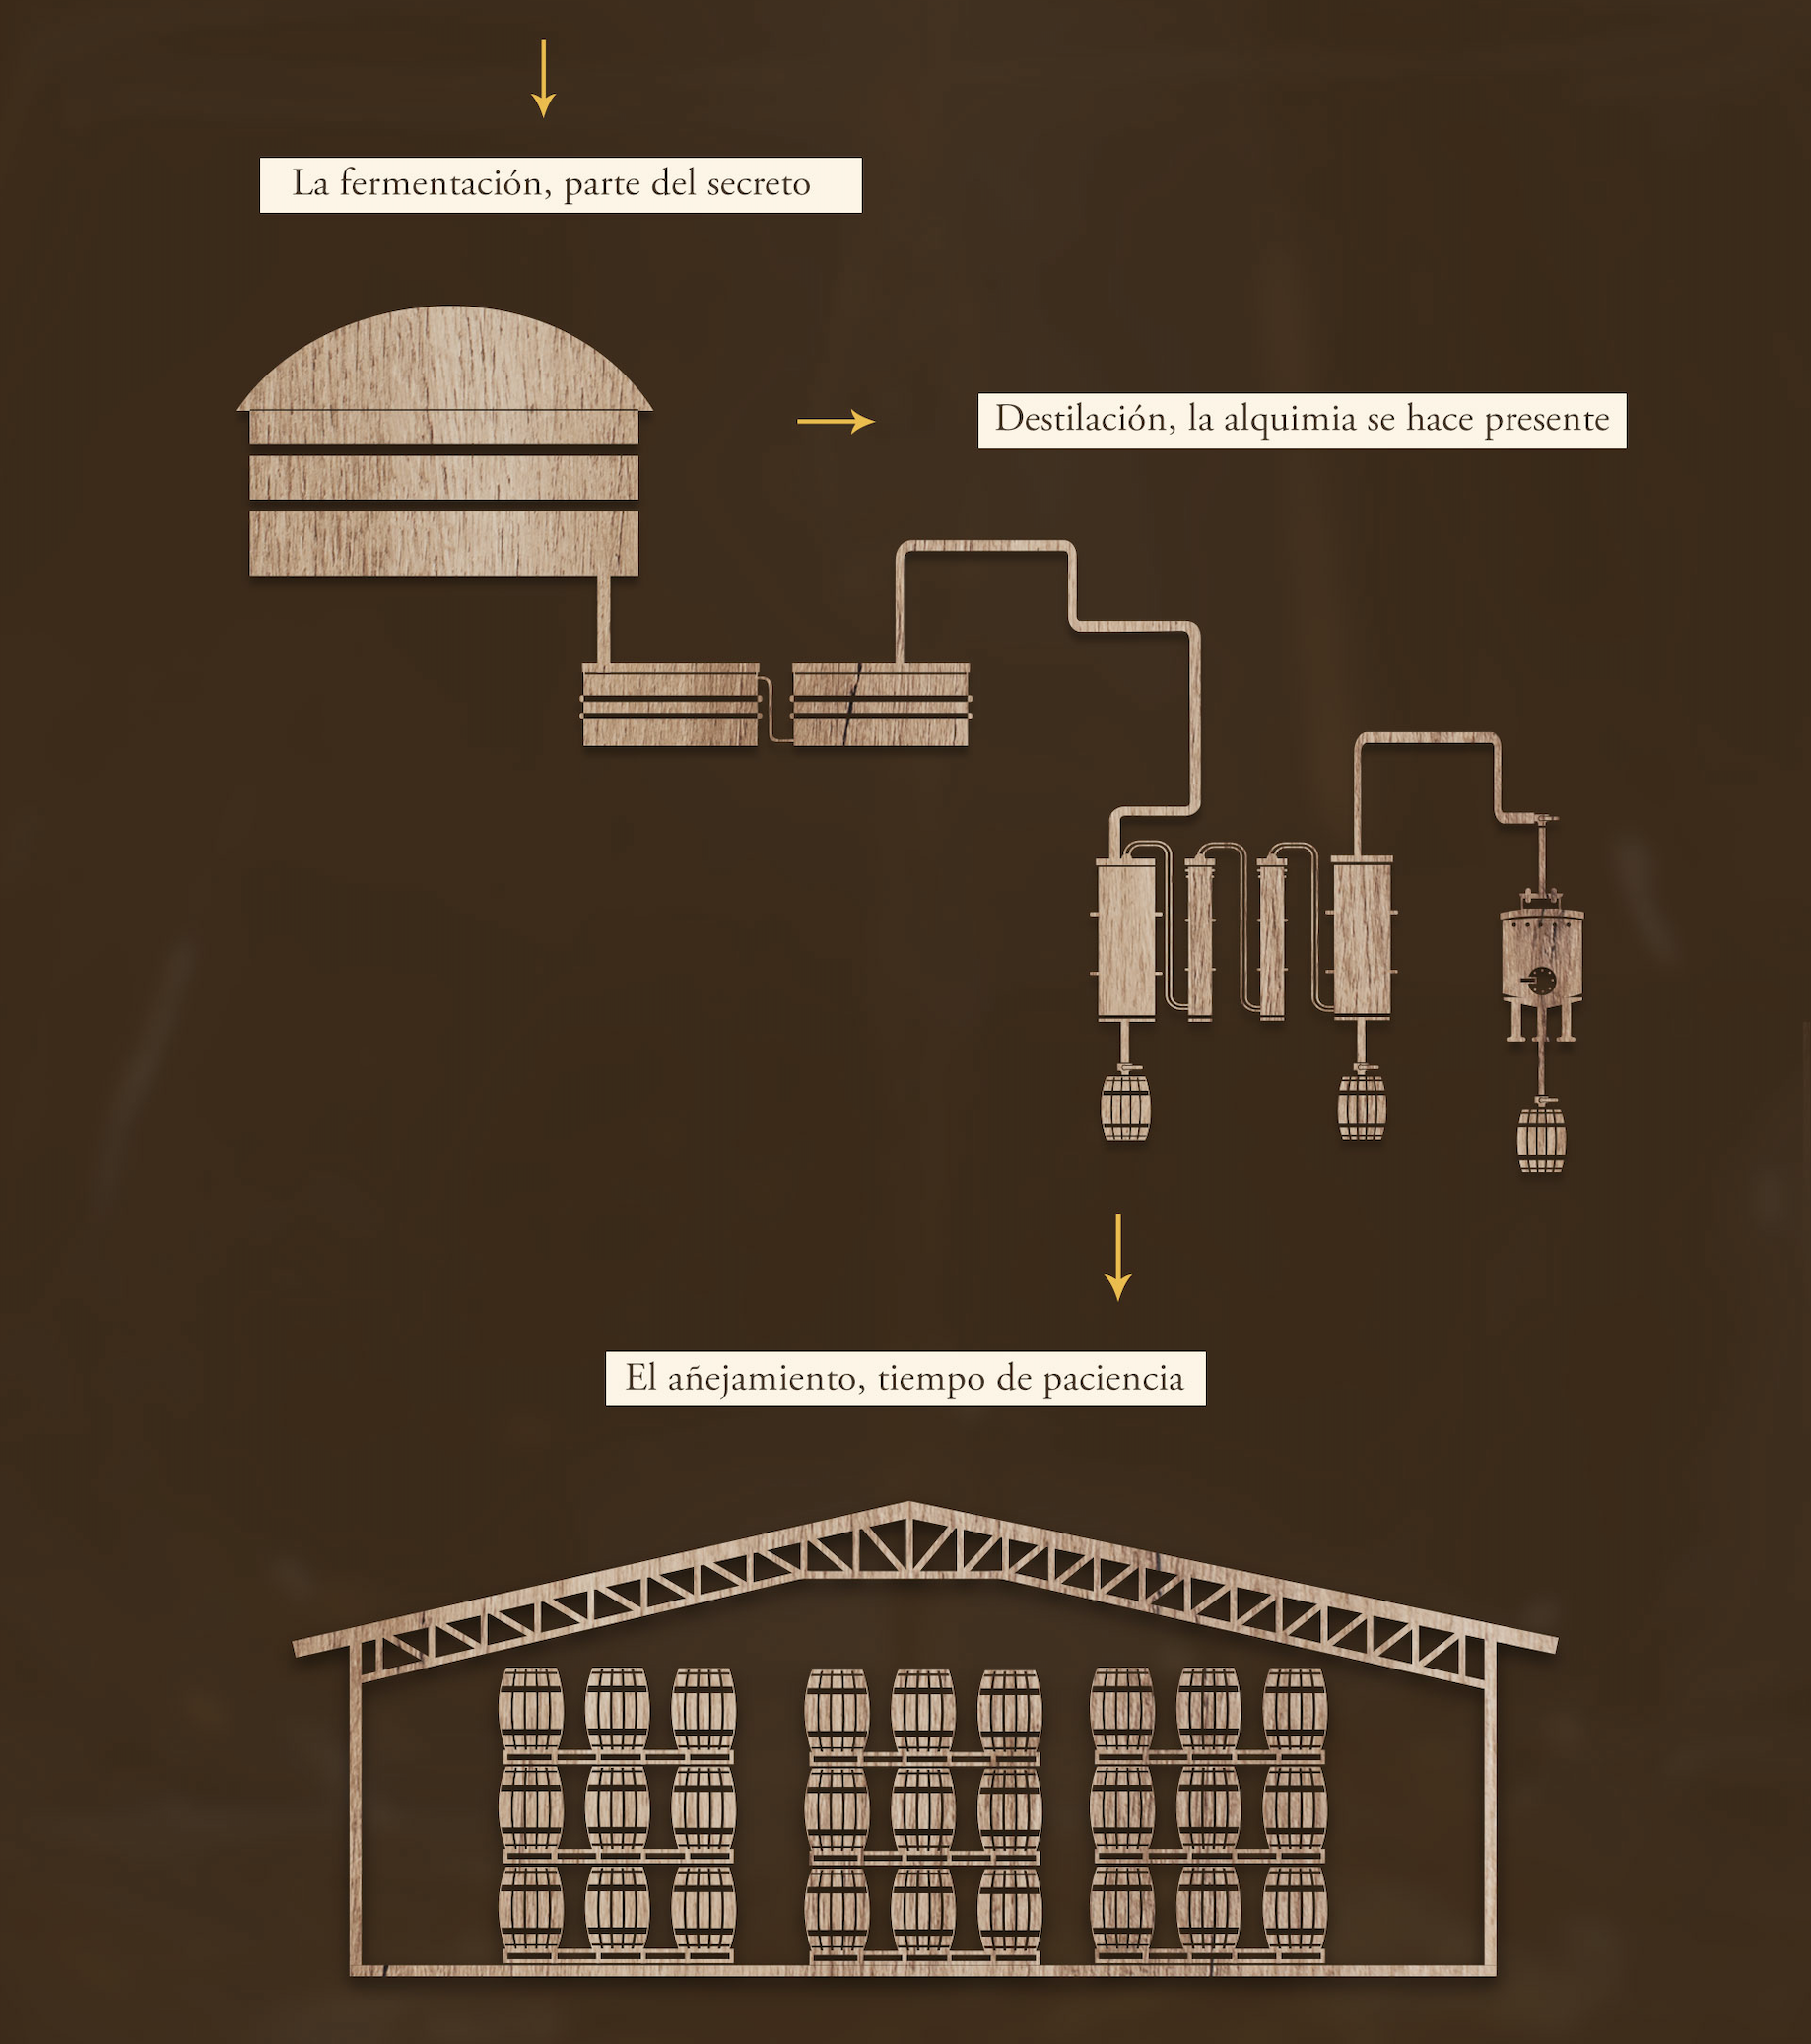 La fermentación, parte del secreto
Destilación, la alquimia se hace presente
El añejamiento, tiempo de paciencia